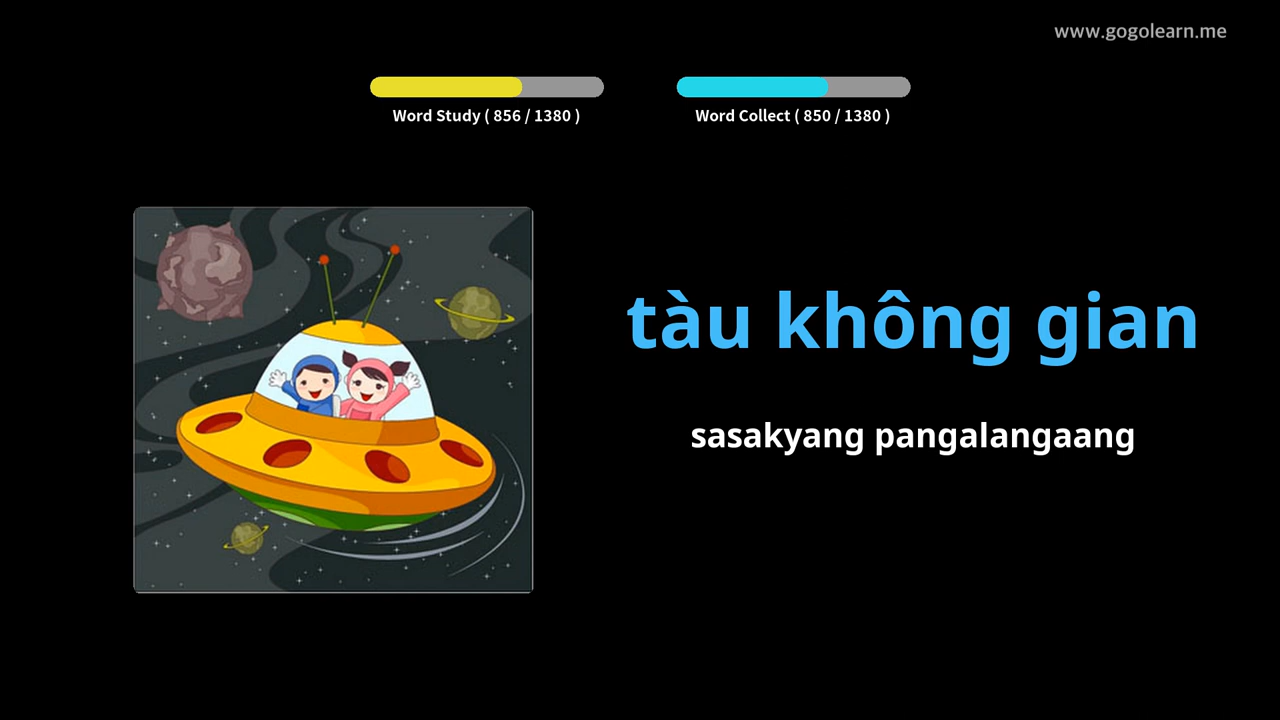 www.gogolearn.me
Word Study ( 856 / 1380 )
Word Collect ( 850 / 1380 )
tàu không gian
sasakyang pangalangaang